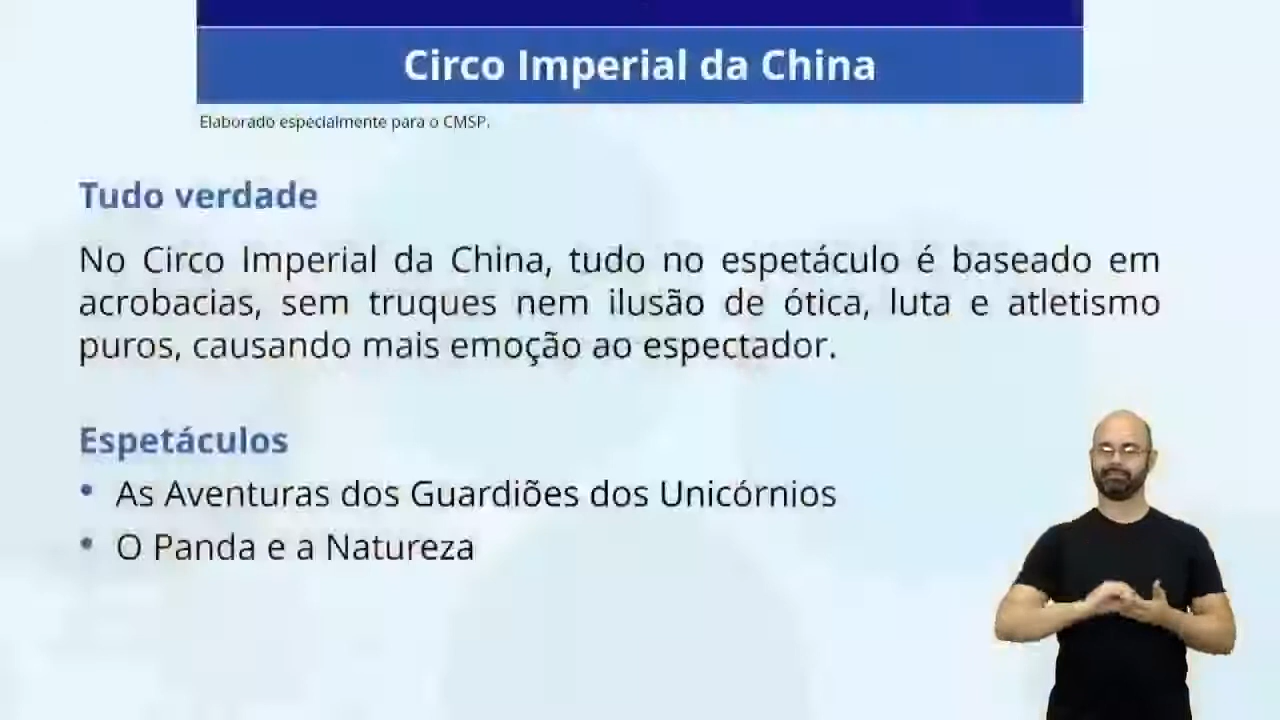 Circo Imperial da China
Elaborado especialmente para o CMSP.
Tudo verdade
No Circo Imperial da China, tudo no espetáculo é baseado em
acrobacias, sem truques nem ilusão de ótica, luta e atletismo
puros, causando mais emoção ao espectador.
Espetáculos
• As Aventuras dos Guardiões dos Unicórnios
• O Panda e a Natureza